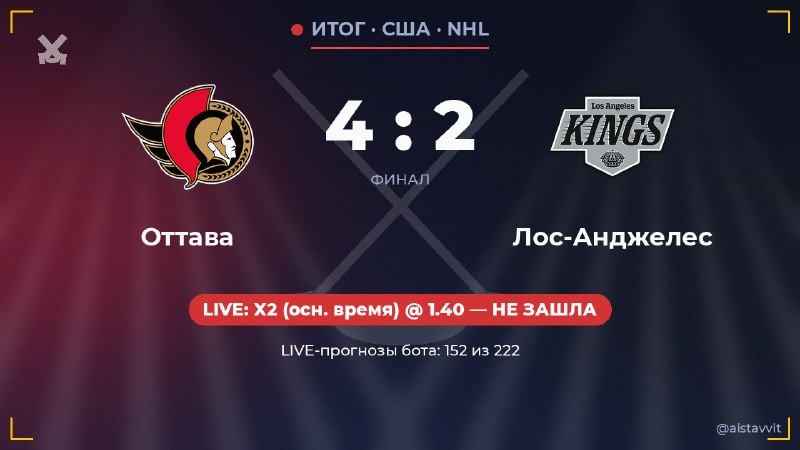 ИТОГ · США · NHL
4 : 2
ФИНАЛ
Los Angeles
KINGS
Оттава
Лос-Анджелес
LIVE: X2 (осн. время) @ 1.40 — НЕ ЗАШЛА
LIVE-прогнозы бота: 152 из 222
@aistavvit